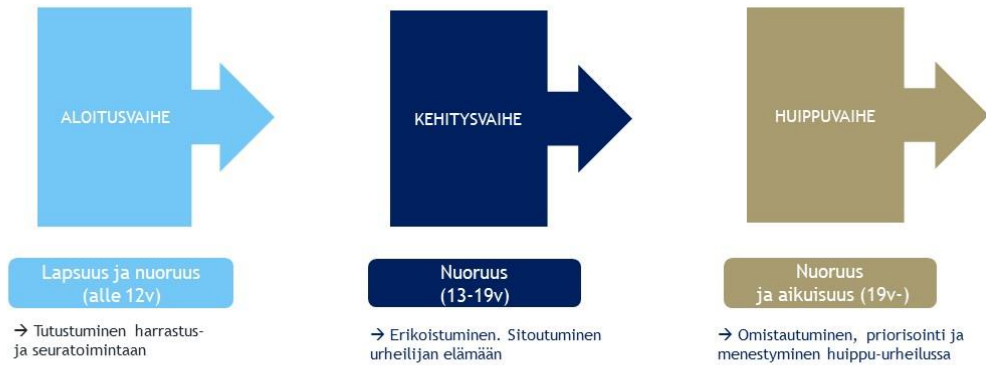 ALOITUSVAIHE
KEHITYSVAIHE
HUIPPUVAIHE
Lapsuus ja nuoruus
(alle 12v)
→ Tutustuminen harrastus-
ja seuratoimintaan
Nuoruus
(13-19v)
→ Erikoistuminen. Sitoutuminen
urheilijan elämään
Nuoruus
ja aikuisuus (19v-)
→ Omistautuminen, priorisointi ja
menestyminen huippu-urheilussa